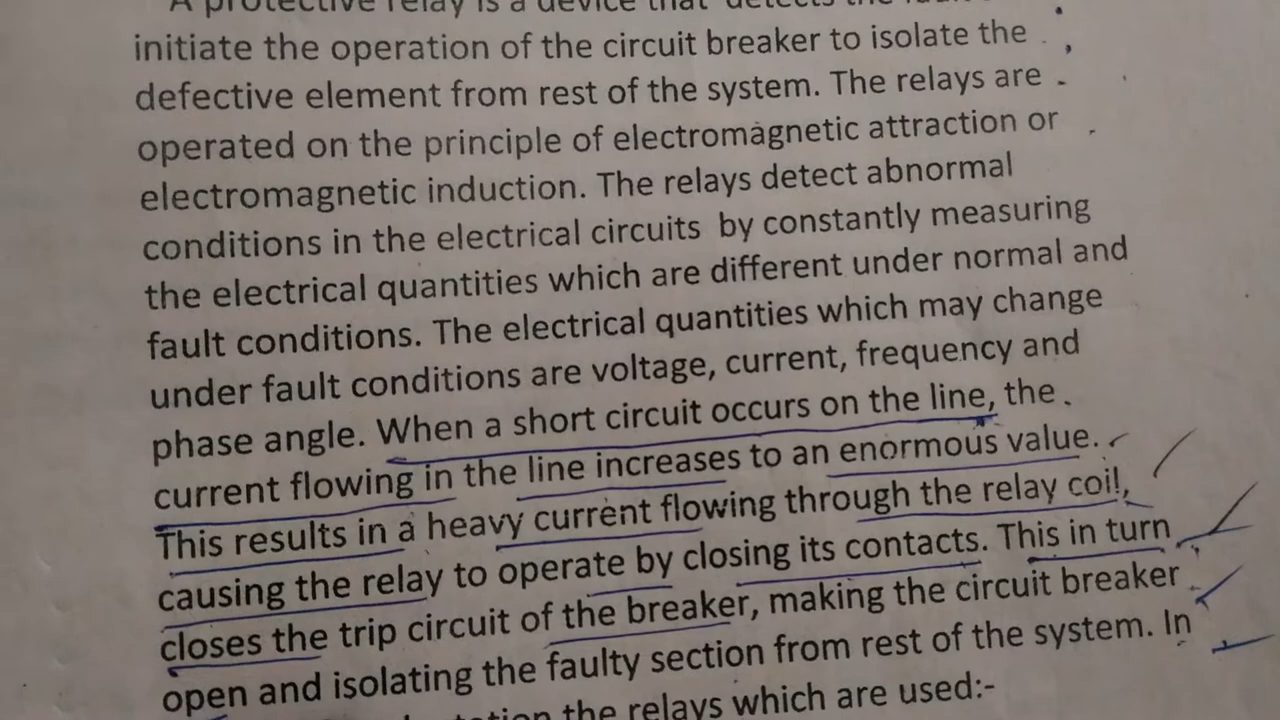 A protective relay is a device that detects the
initiate the operation of the circuit breaker to isolate the
defective element from rest of the system. The relays are
operated on the principle of electromagnetic attraction or
electromagnetic induction. The relays detect abnormal
conditions in the electrical circuits by constantly measuring
the electrical quantities which are different under normal and
fault conditions. The electrical quantities which may change
under fault conditions are voltage, current, frequency and
phase angle. When a short circuit occurs on the line, the
current flowing in the line increases to an enormous value.
This results in a heavy current flowing through the relay coil,
causing the relay to operate by closing its contacts. This in turn
closes the trip circuit of the breaker, making the circuit breaker
open and isolating the faulty section from rest of the system. In
the relays which are used:-